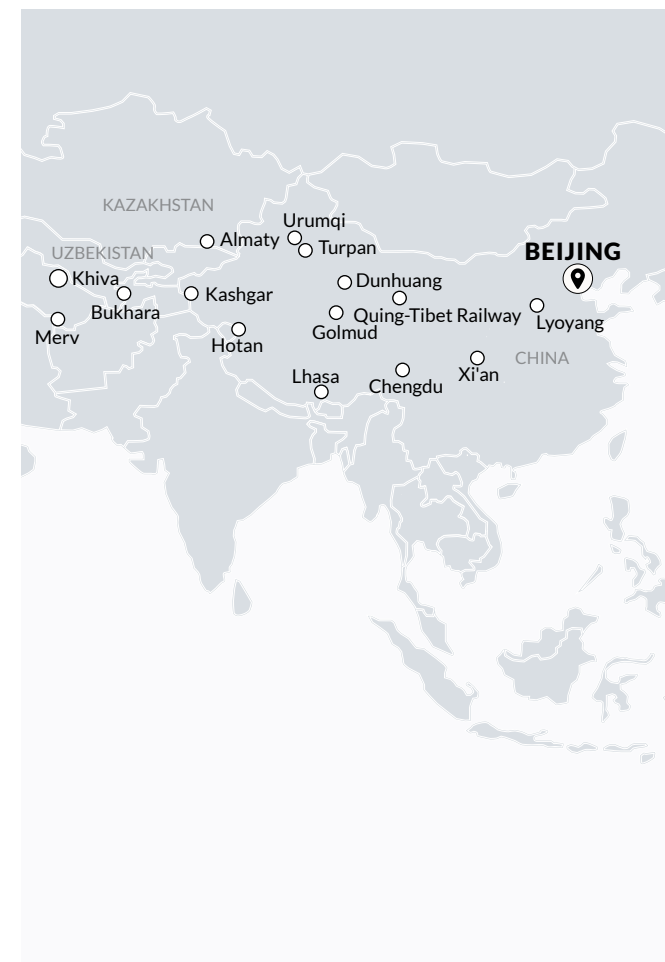 KAZAKHSTAN
Urumqi
Almaty
Turpan
BEIJING
UZBEKISTAN
Khiva
Dunhuang
Kashgar
Bukhara
Quing-Tibet Railway
Lyoyang
Golmud
Merv
Hotan
CHINA
Xi'an
Lhasa
Chengdu